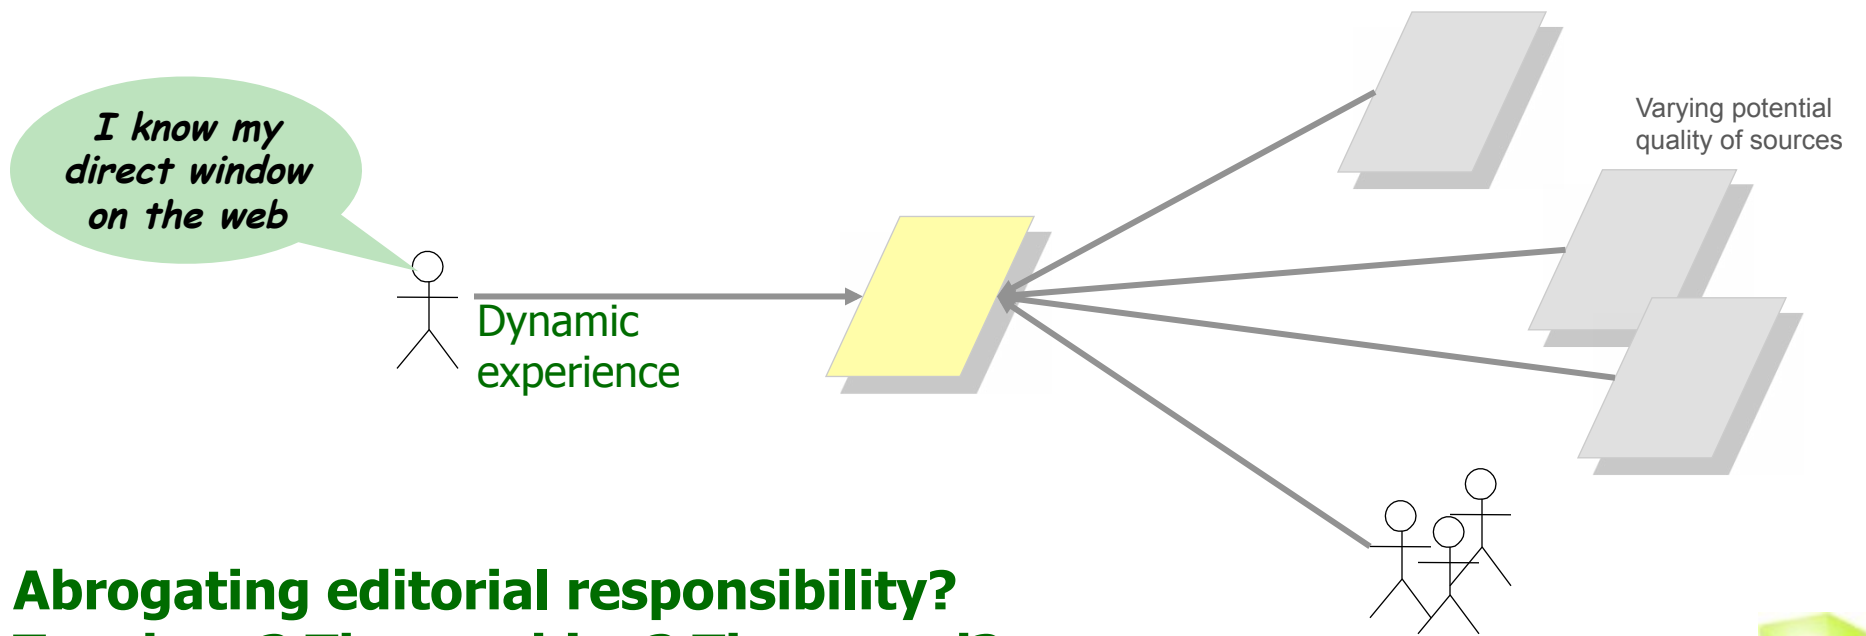 I know my
direct window
on the web
Varying potential
quality of sources
Dynamic
experience
Abrogating editorial responsibility?